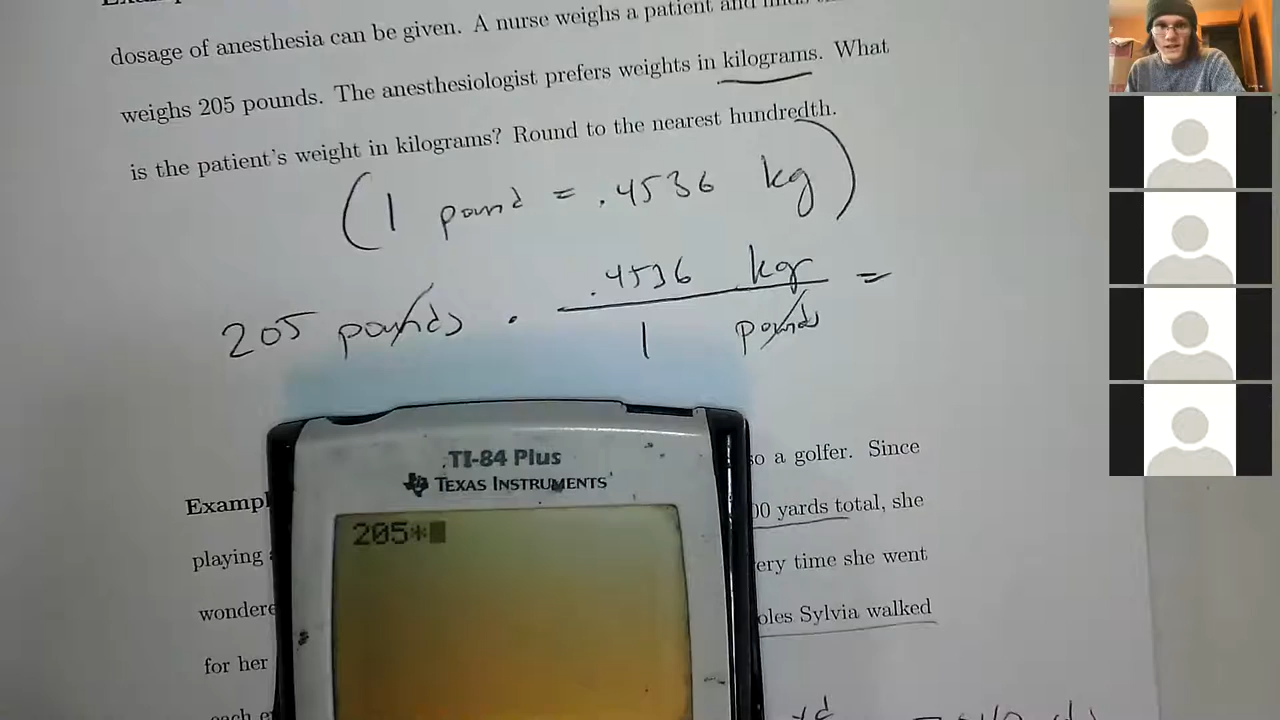 dosage of anesthesia can be given. A nurse weighs a patient and
weighs 205 pounds. The anesthesiologist prefers weights in kilograms. What
is the patient's weight in kilograms? Round to the nearest hundredth.
(1 pound = .4536 kg)
.4536 kg
205 pounds · =
1 pounds
TI-84 Plus
TEXAS INSTRUMENTS
so a golfer. Since
205*
00 yards total, she
playing
ery time she went
oles Sylvia walked
for her